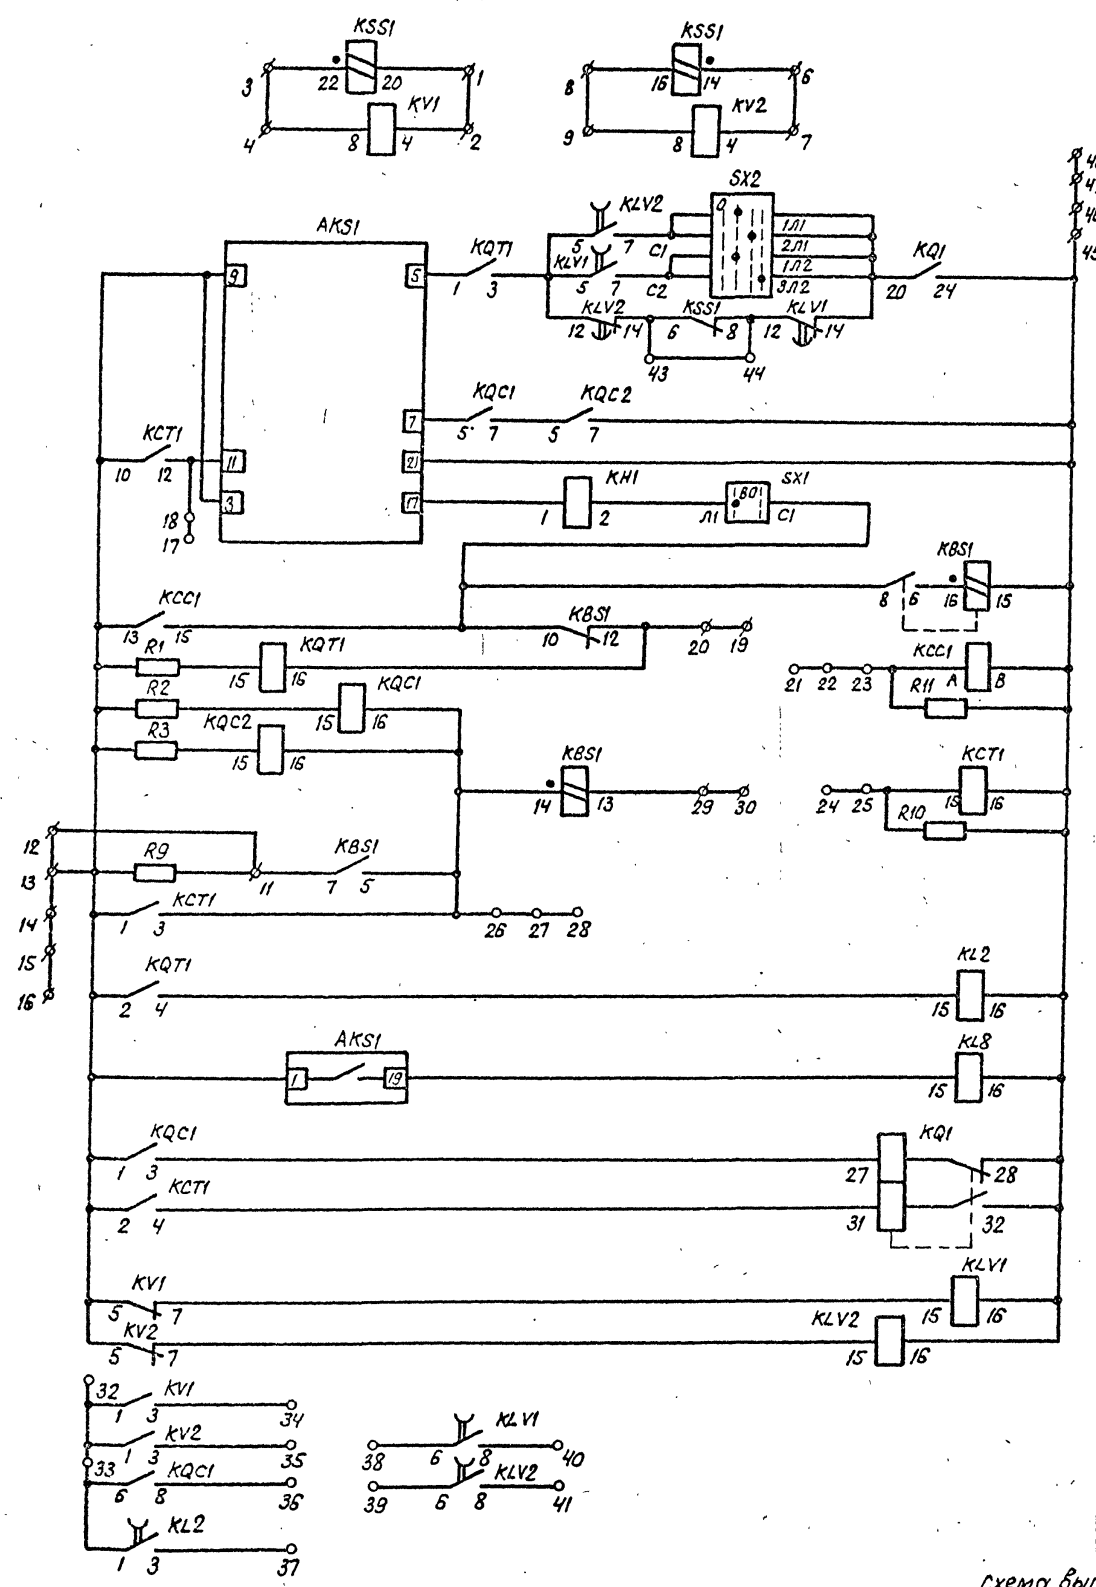 KSS1 KSS1
3 22 20 1 8 16 14 6
KV1 KV2
4 8 4 2 9 8 4 7
SX2
KLV2 0
AKS1 1Л1
KQT1 5 7 C1 2Л1 KQ1
KLV1 1Л2 45
9 5 1 3 5 7 C2 3Л2 20 24
KLV2 KSS1 KLV1
12 14 6 8 12 14
43 44
KQC1 KQC2
7 5 7 5 7
KCT1
10 12 11 21
KH1 SX1
3 17 1 2 Л1 ВО C1
18
17
KBS1
8 6 16 15
KCC1 KBS1
13 15 10 12 20 19
R1 KQT1 KCC1
15 16 21 22 23 A B
R2 KQC1 R11
KQC2 15 16
R3 15 16
KBS1 KCT1
14 13 29 30 24 25 15 16
R10
12
R9 KBS1
13 11 7 5
KCT1
14 1 3 26 27 28
15
KQT1 KL2
16 2 4 15 16
AKS1 KL8
1 19 15 16
KQC1 KQ1
1 3 27 28
KCT1
2 4 31 32
KV1 KLV1
5 7 15 16
KV2 KLV2
5 7 15 16
32 KV1
1 3 34
KV2 KLV1
1 3 35 38 6 8 40
33 KQC1 KLV2
6 8 36 39 6 8 41
KL2
1 3 37
Схема вы